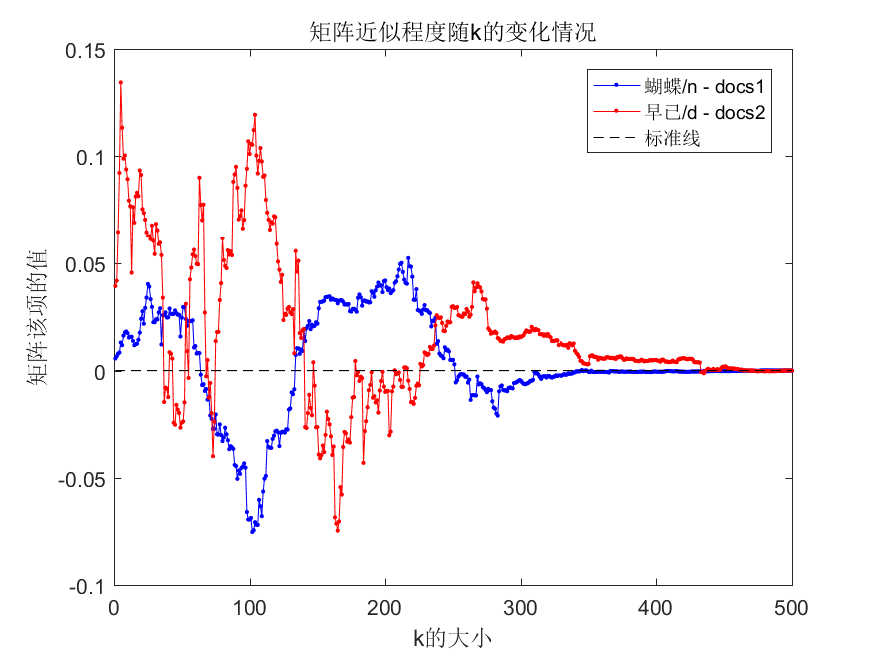 矩阵近似程度随k的变化情况
蝴蝶/n - docs1
早已/d - docs2
标准线
矩阵该项的值
0.15
0.1
0.05
0
-0.05
-0.1
0 100 200 300 400 500
k的大小